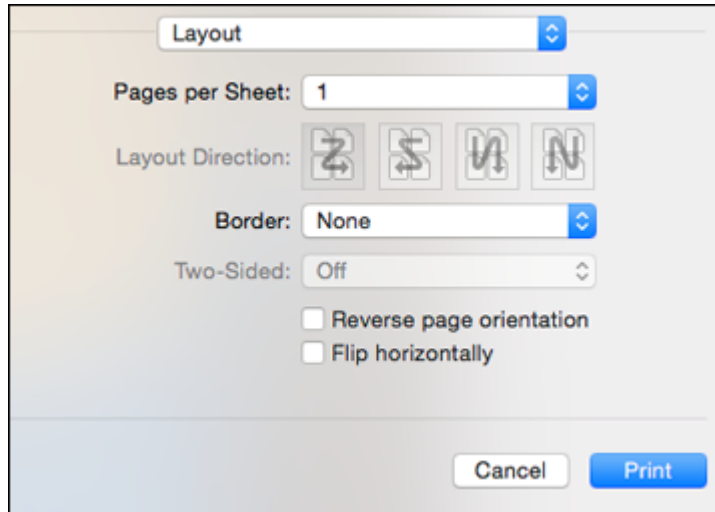 Layout
Pages per Sheet: 1
Layout Direction:
Border: None
Two-Sided: Off
Reverse page orientation
Flip horizontally
Cancel Print